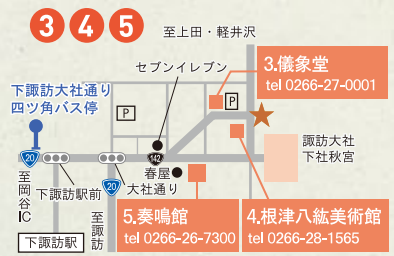 3 4 5
至上田・軽井沢
セブンイレブン
3.儀象堂
tel 0266-27-0001
下諏訪大社通り
四ツ角バス停
P
P
諏訪大社
下社秋宮
20
142
春屋
至岡谷IC
下諏訪駅前
20
大社通り
至諏訪
下諏訪駅
5.奏鳴館
tel 0266-26-7300
4.根津八紘美術館
tel 0266-28-1565